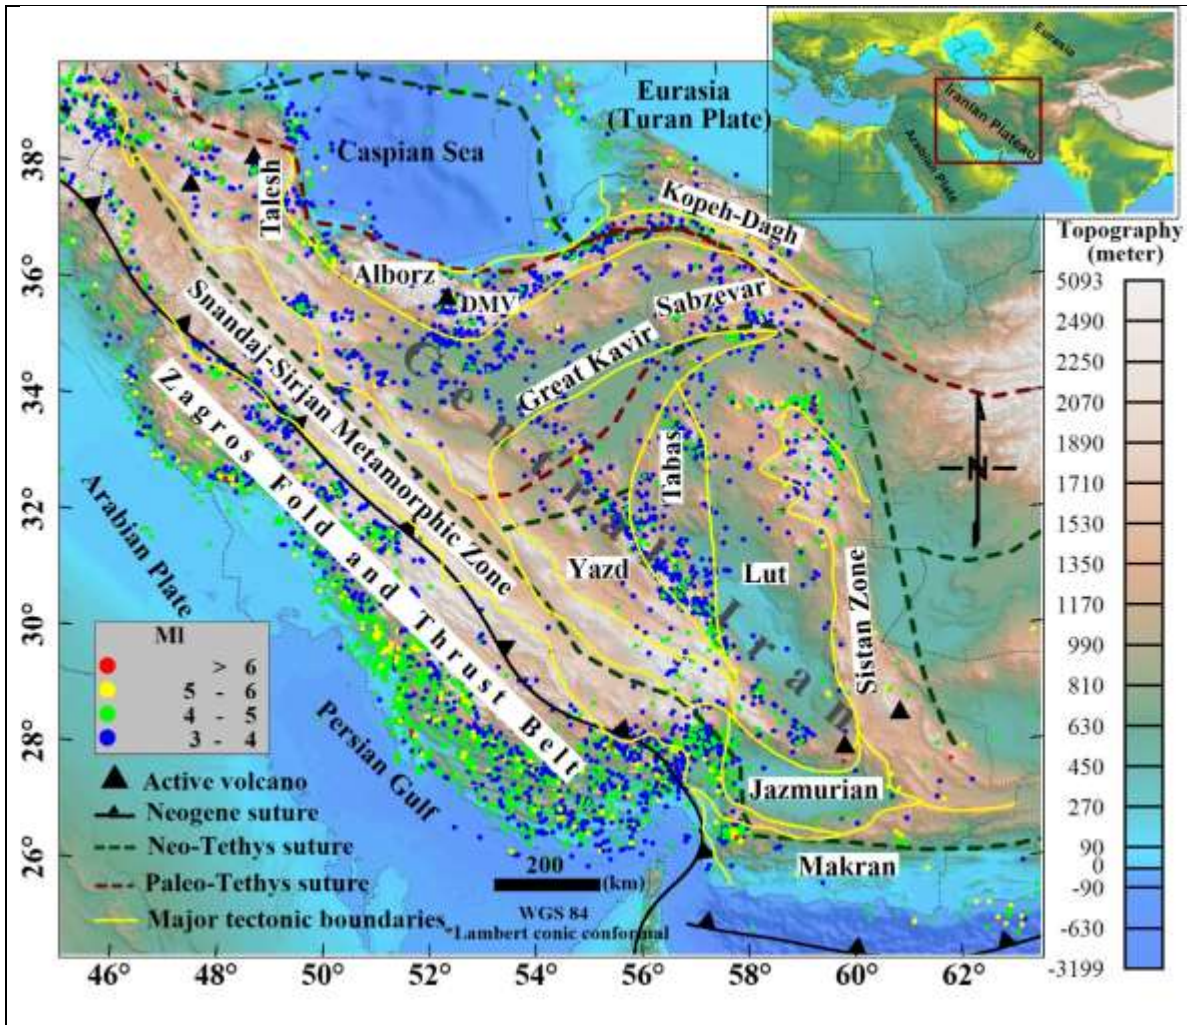 Eurasia
Iranian Plateau
Arabian Plate
Eurasia
(Turan Plate)
Caspian Sea
Talesh
Kopeh-Dagh
Alborz
DMV
Sabzevar
Great Kavir
Snandaj-Sirjan Metamorphic Zone
Zagros Fold and Thrust Belt
Central Iran
Tabas
Yazd
Lut
Sistan Zone
Arabian Plate
Persian Gulf
Jazmurian
Makran
N
Topography
(meter)
5093
2490
2250
2070
1890
1710
1530
1350
1170
990
810
630
450
270
90
0
-90
-630
-3199
Ml
> 6
5 - 6
4 - 5
3 - 4
Active volcano
Neogene suture
Neo-Tethys suture
Paleo-Tethys suture
Major tectonic boundaries
200
(km)
WGS 84
Lambert conic conformal
38°
36°
34°
32°
30°
28°
26°
46°
48°
50°
52°
54°
56°
58°
60°
62°